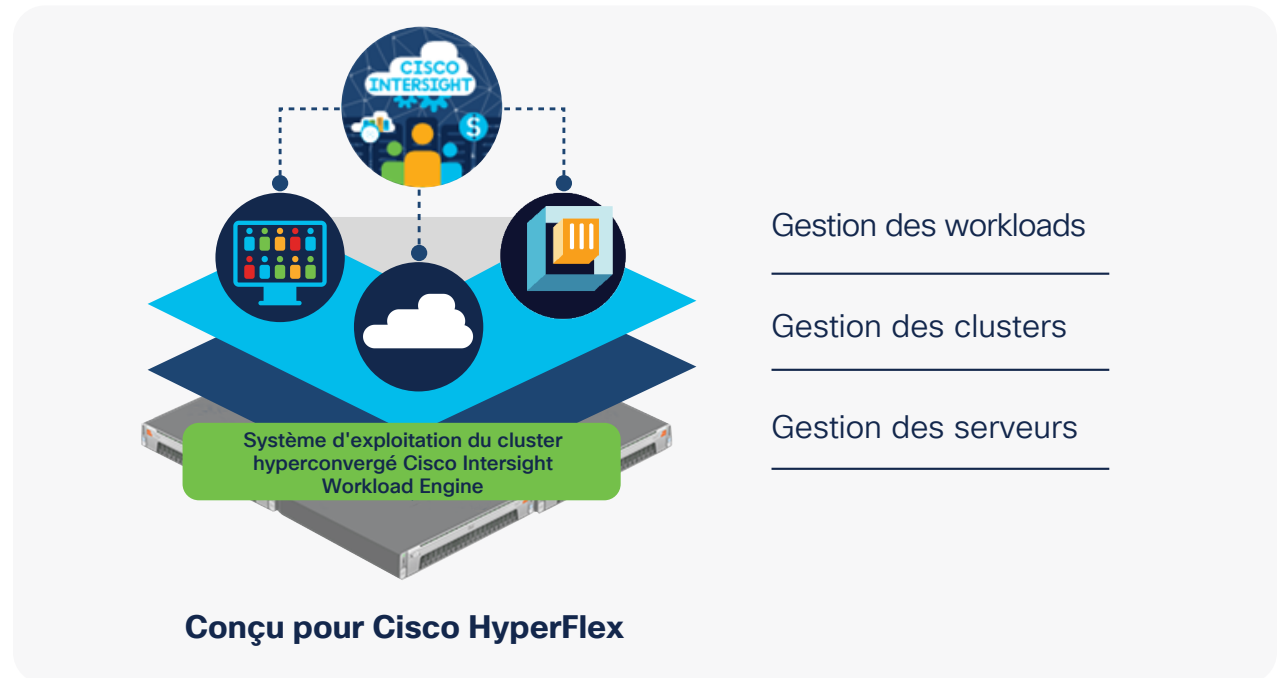 CISCO
INTERSIGHT
$
Gestion des workloads
Gestion des clusters
Gestion des serveurs
Système d'exploitation du cluster
hyperconvergé Cisco Intersight
Workload Engine
Conçu pour Cisco HyperFlex